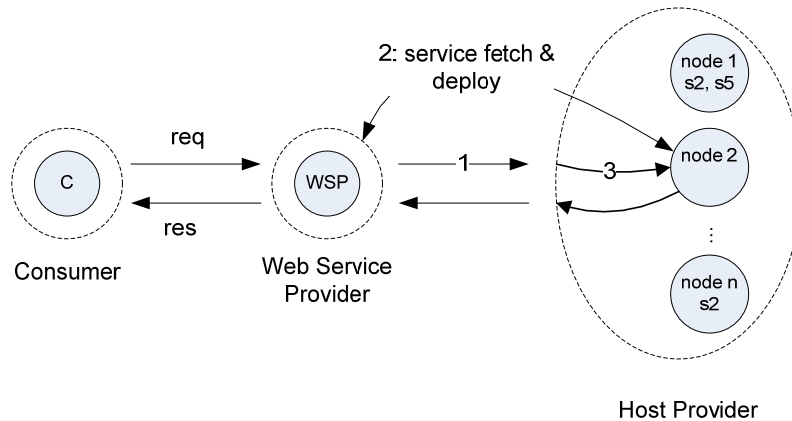 2: service fetch &
deploy
node 1
s2, s5
req
1
node 2
3
C
WSP
res
Consumer
Web Service
Provider
⋮
node n
s2
Host Provider